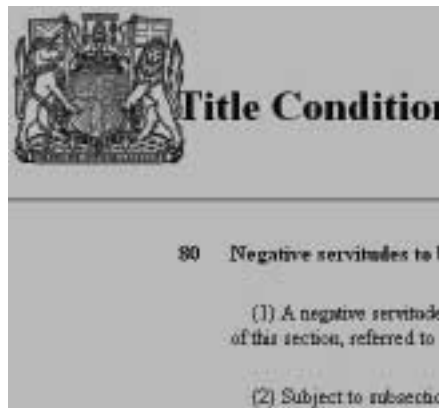 Title Condition
80 Negative servitudes to b
(1) A negative servitude
of this section, referred to
(2) Subject to subsectio